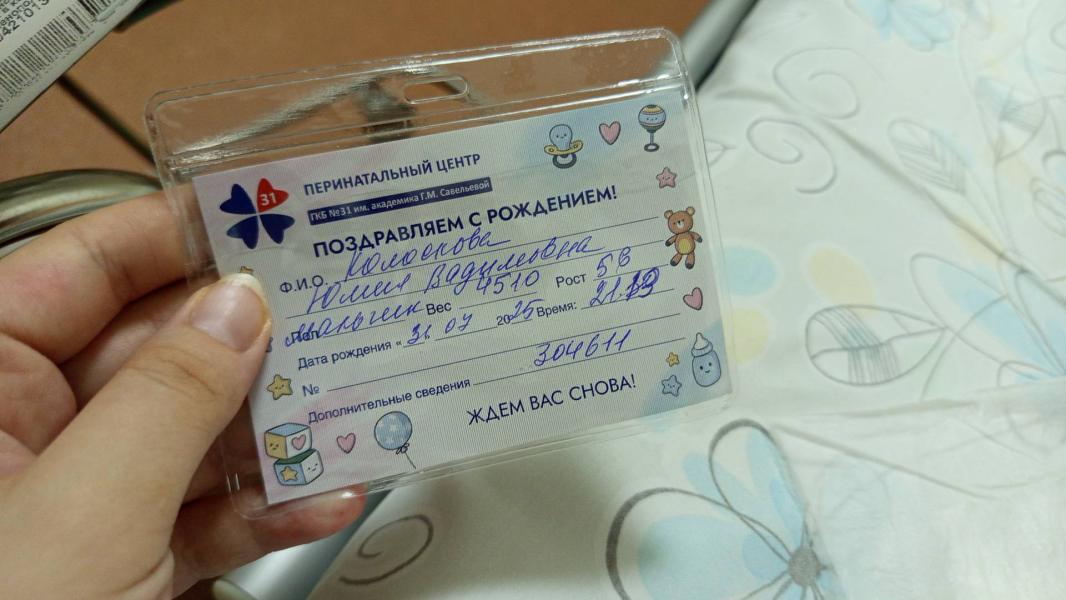 31
ПЕРИНАТАЛЬНЫЙ ЦЕНТР
ГКБ №31 им. академика Г.М. Савельевой
ПОЗДРАВЛЯЕМ С РОЖДЕНИЕМ!
Ф.И.О. Колоскова
Юлия Вадимовна
Пол мальчик Вес 4510 Рост 56
Дата рождения « 31 07 2025 Время: 21.13
№
Дополнительные сведения 304611
ЖДЕМ ВАС СНОВА!